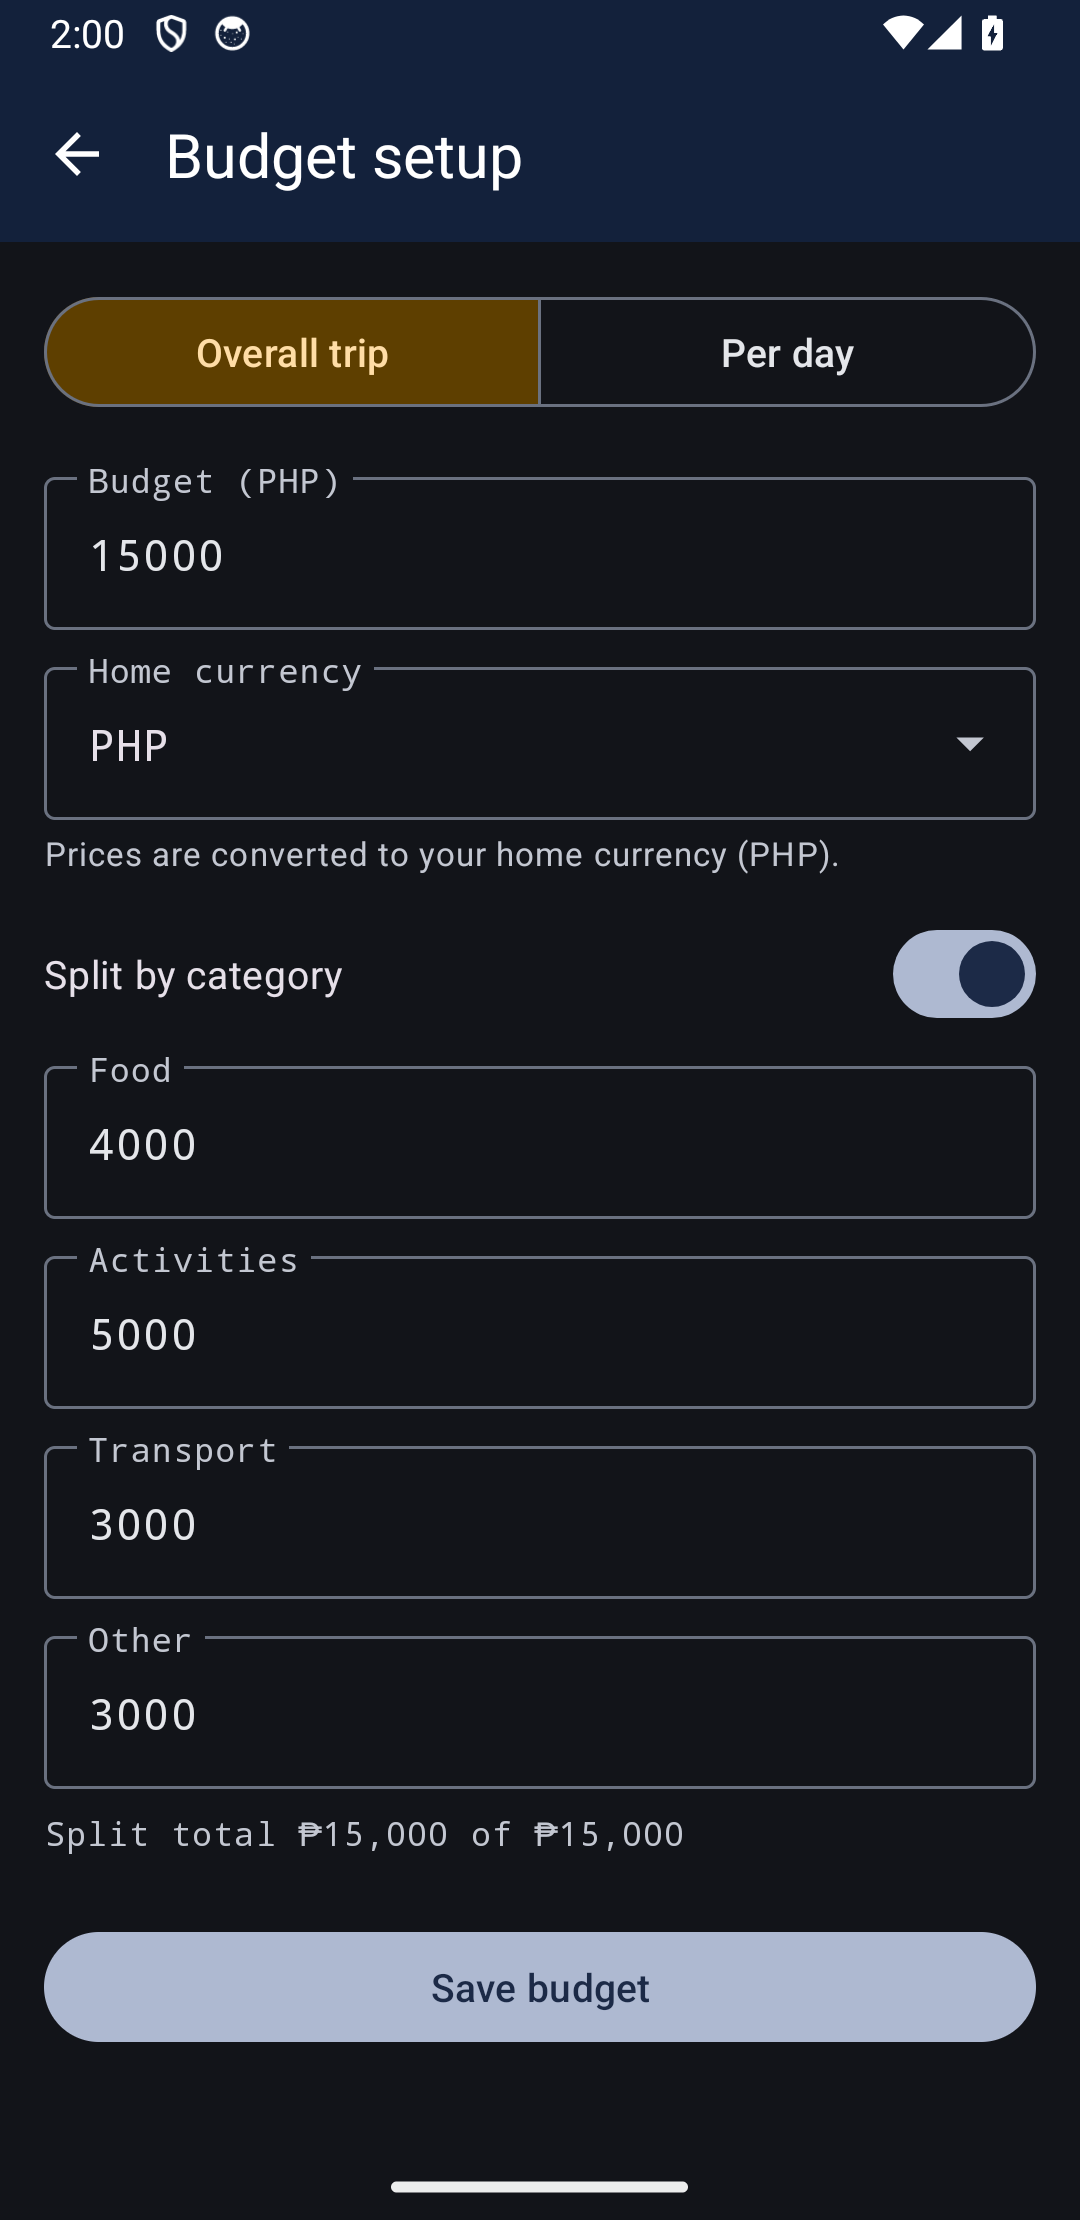 2:00
Budget setup
Overall trip
Per day
Budget (PHP)
15000
Home currency
PHP
Prices are converted to your home currency (PHP).
Split by category
Food
4000
Activities
5000
Transport
3000
Other
3000
Split total ₱15,000 of ₱15,000
Save budget